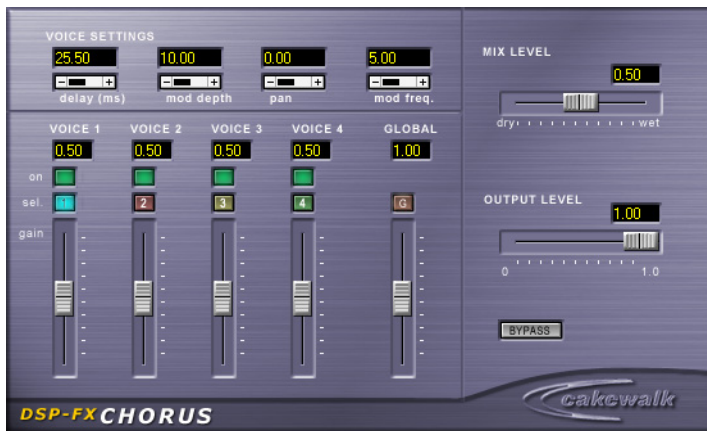 VOICE SETTINGS
25.50 10.00 0.00 5.00
- + - + - + - +
delay (ms) mod depth pan mod freq.
VOICE 1 VOICE 2 VOICE 3 VOICE 4 GLOBAL
0.50 0.50 0.50 0.50 1.00
on
sel. 1 2 3 4 G
gain
MIX LEVEL
0.50
dry wet
OUTPUT LEVEL
1.00
0 1.0
BYPASS
DSP-FX CHORUS
cakewalk